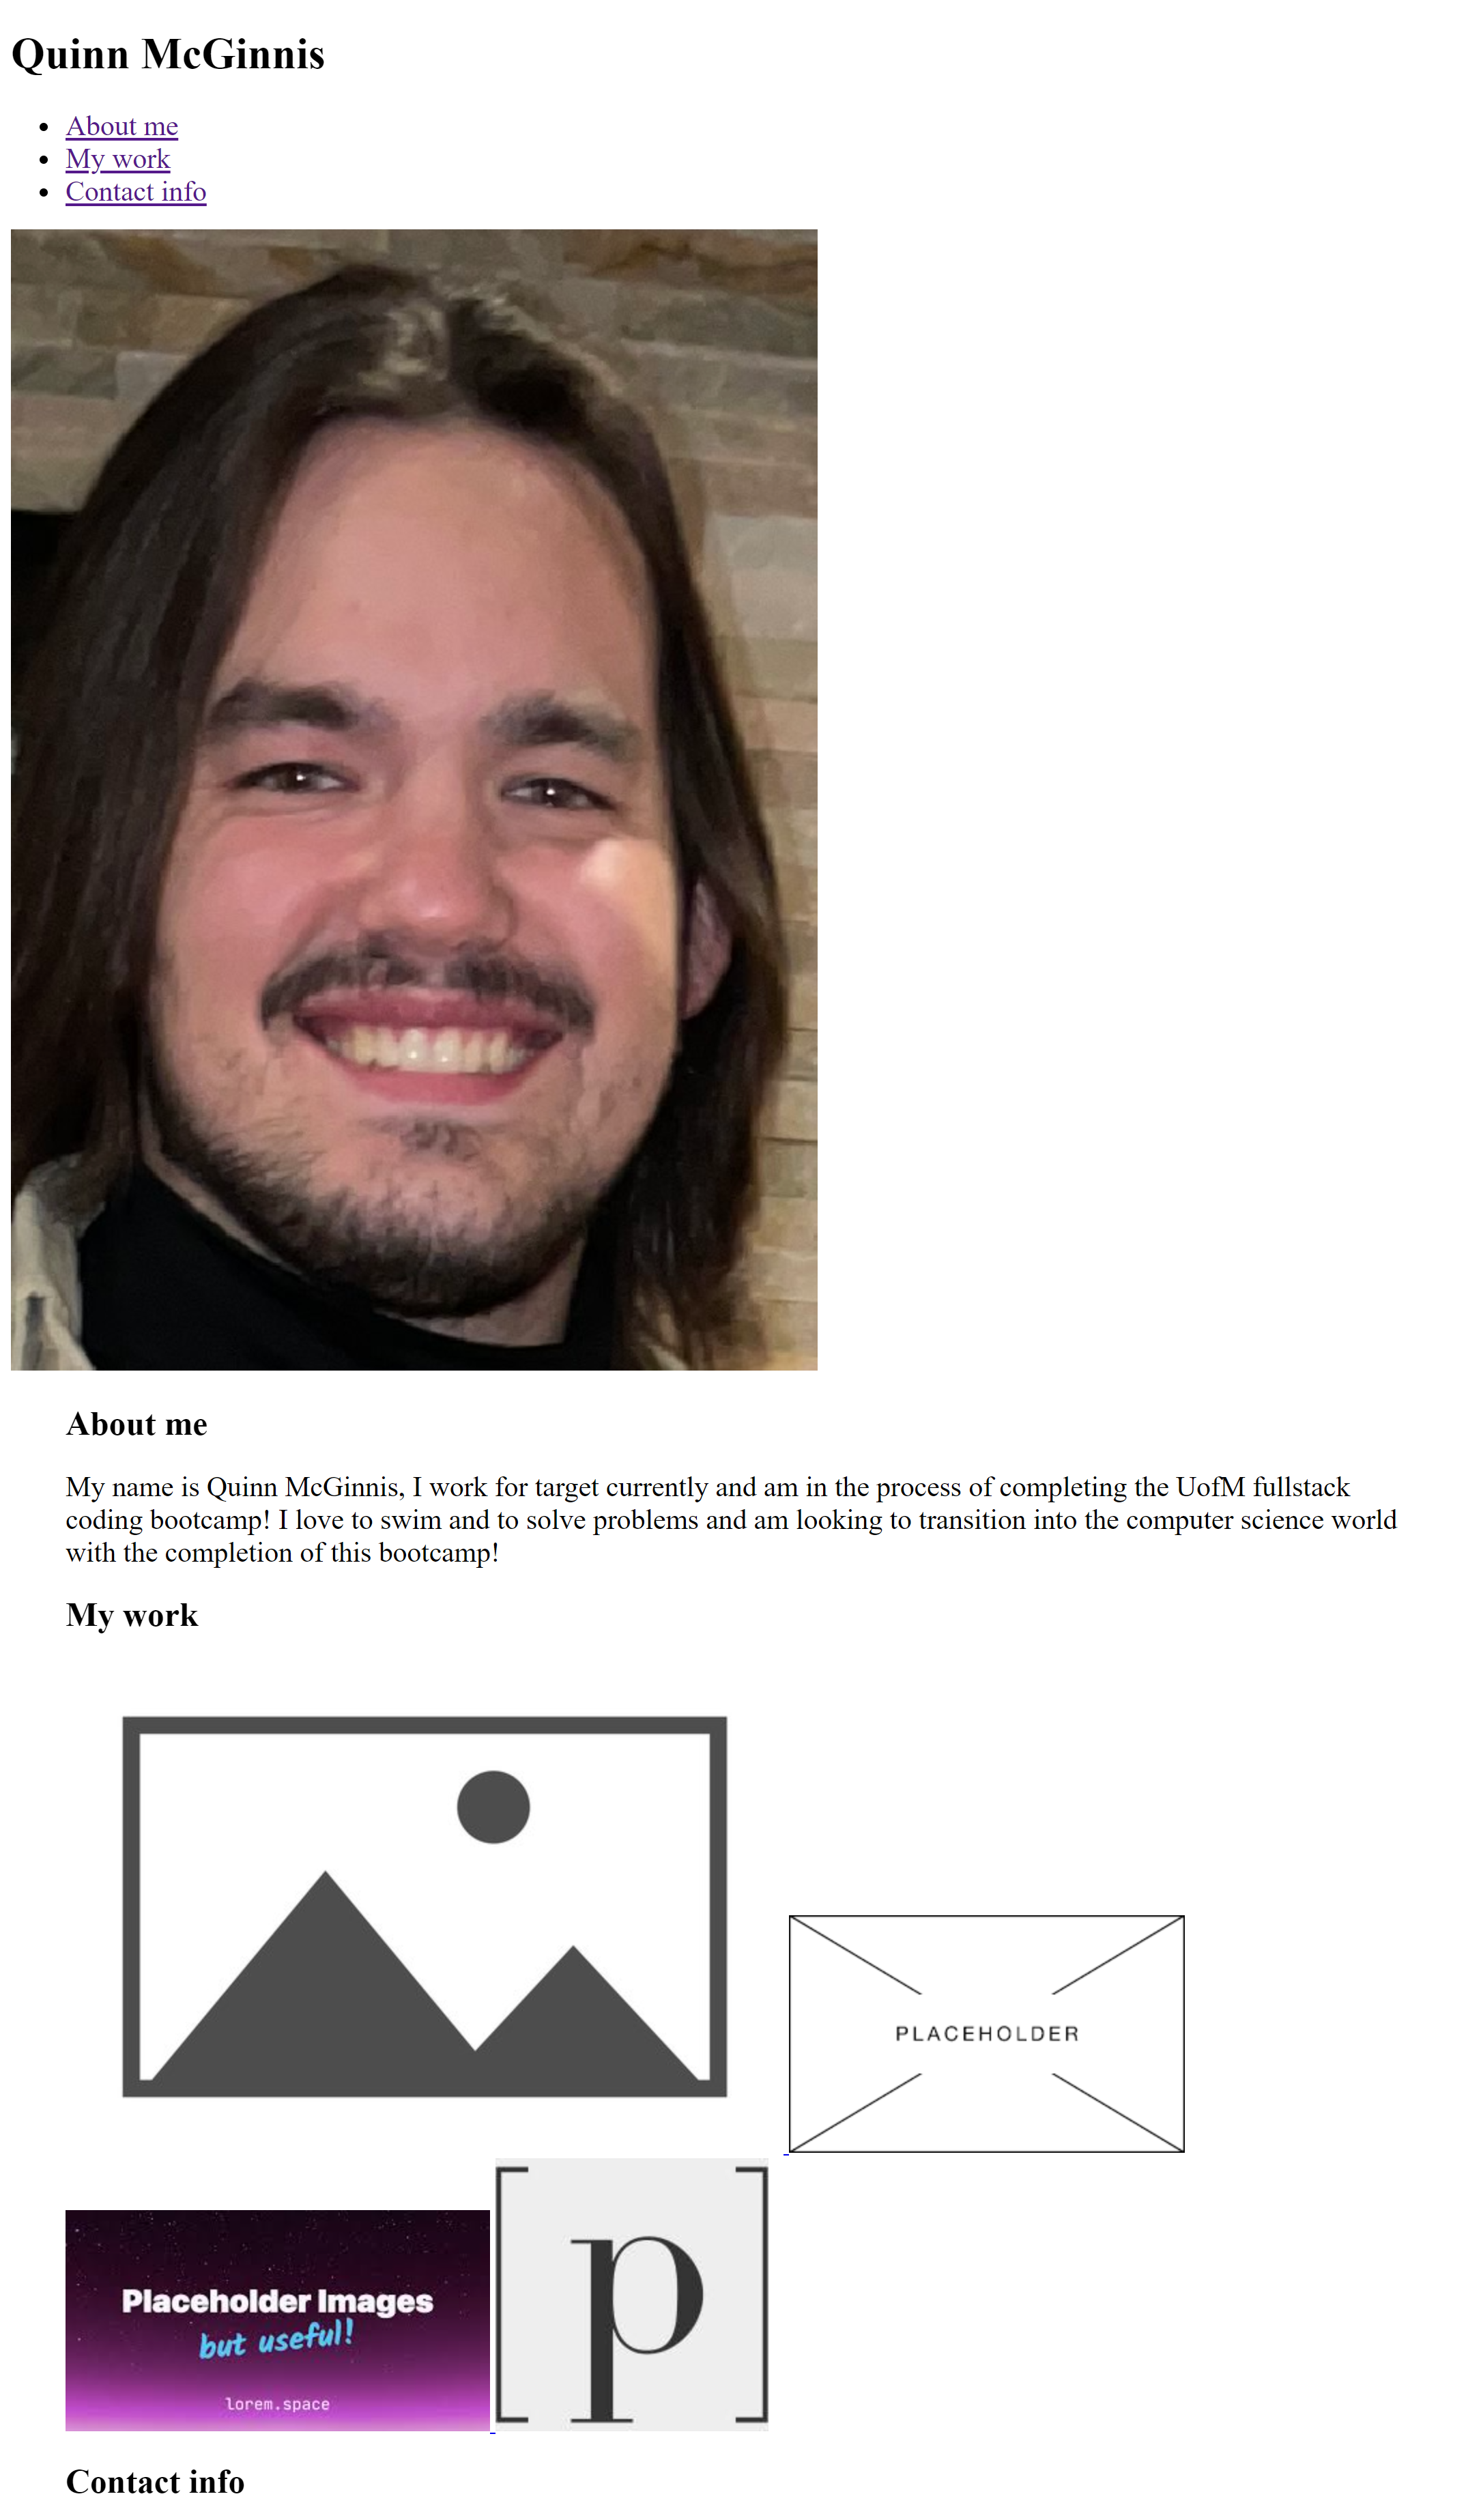 Quinn McGinnis
About me
My work
Contact info
About me
My name is Quinn McGinnis, I work for target currently and am in the process of completing the UofM fullstack
coding bootcamp! I love to swim and to solve problems and am looking to transition into the computer science world
with the completion of this bootcamp!
My work
PLACEHOLDER
Placeholder Images
but useful!
lorem.space
[p]
Contact info